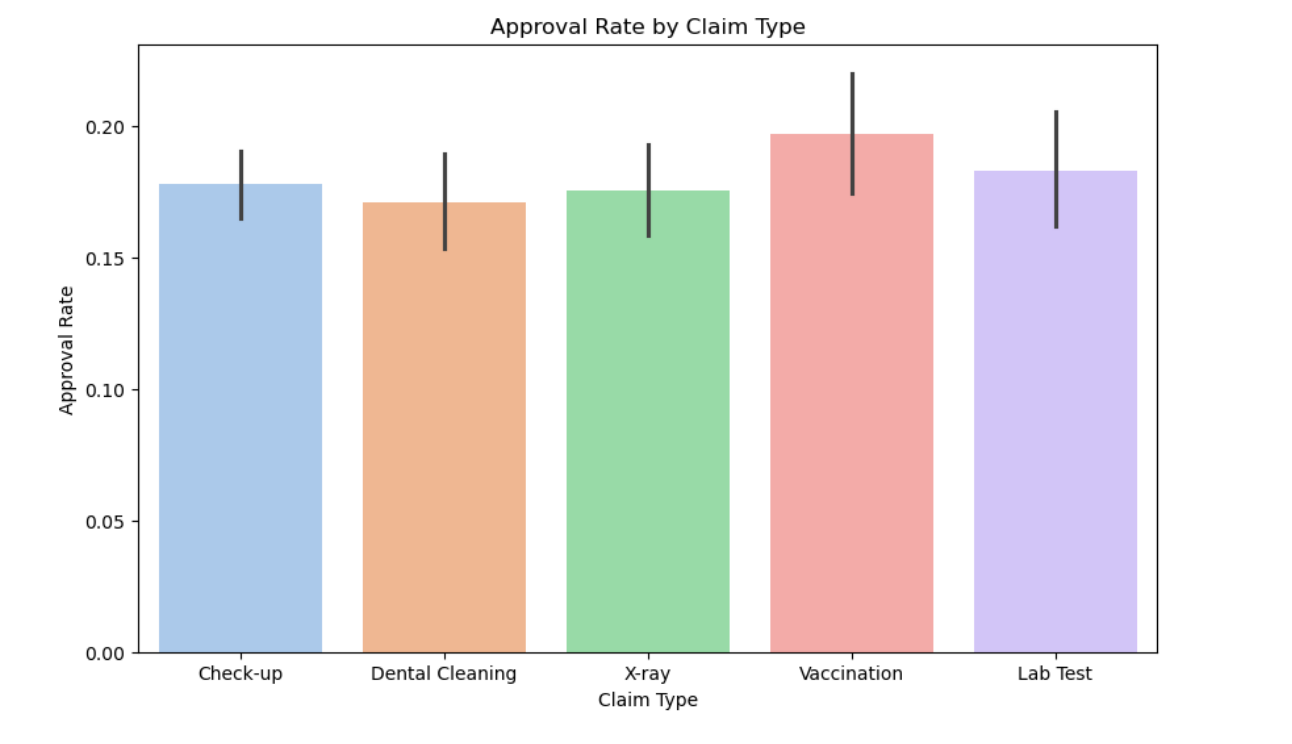 Approval Rate by Claim Type
Approval Rate
0.20
0.15
0.10
0.05
0.00
Check-up Dental Cleaning X-ray Vaccination Lab Test
Claim Type